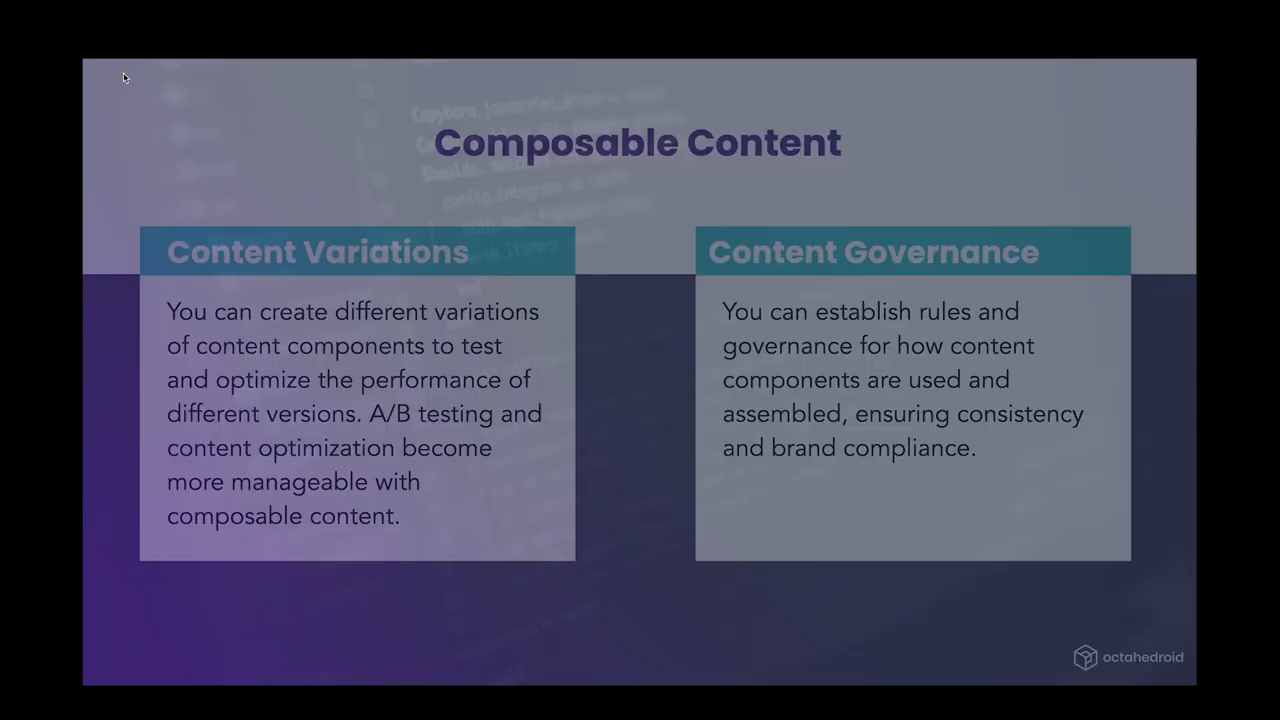 Composable Content
Content Variations
You can create different variations
of content components to test
and optimize the performance of
different versions. A/B testing and
content optimization become
more manageable with
composable content.
Content Governance
You can establish rules and
governance for how content
components are used and
assembled, ensuring consistency
and brand compliance.
octahedroid